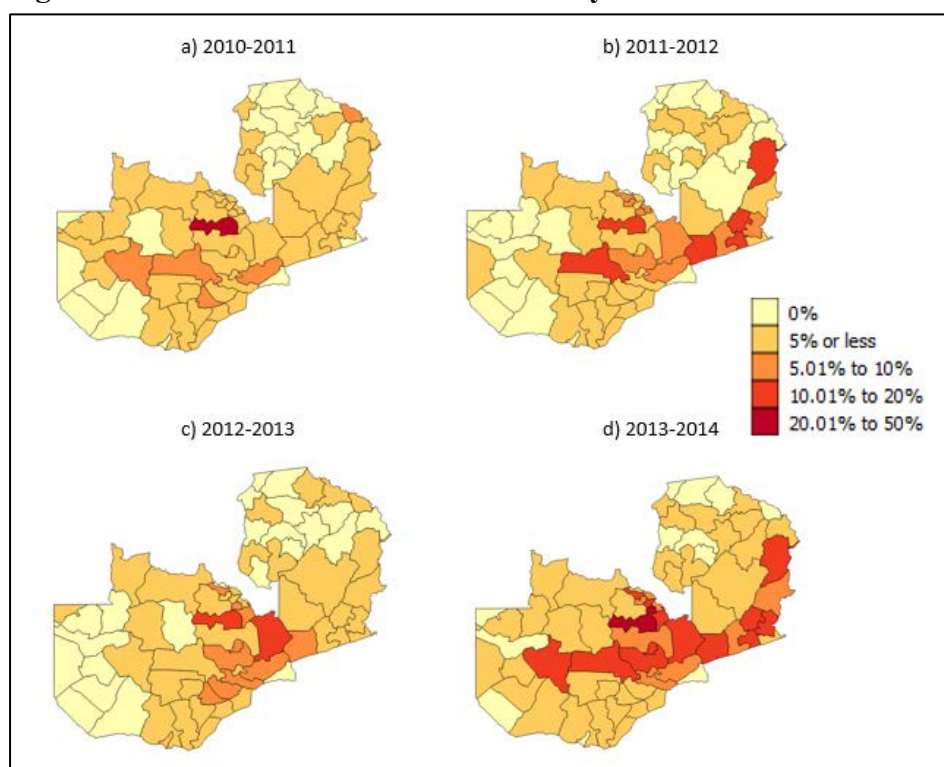 a) 2010-2011
b) 2011-2012
0%
5% or less
5.01% to 10%
10.01% to 20%
20.01% to 50%
c) 2012-2013
d) 2013-2014